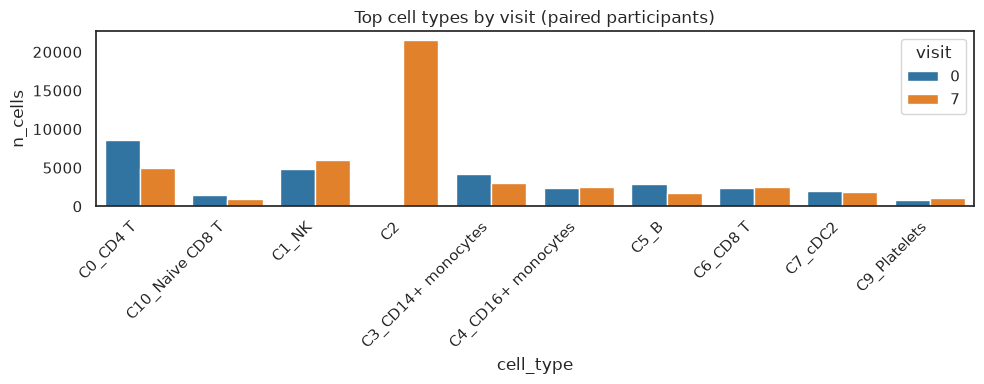 Top cell types by visit (paired participants)
visit
0
7
n_cells
20000
15000
10000
5000
0
C0_CD4 T
C10_Naive CD8 T
C1_NK
C2
C3_CD14+ monocytes
C4_CD16+ monocytes
C5_B
C6_CD8 T
C7_cDC2
C9_Platelets
cell_type